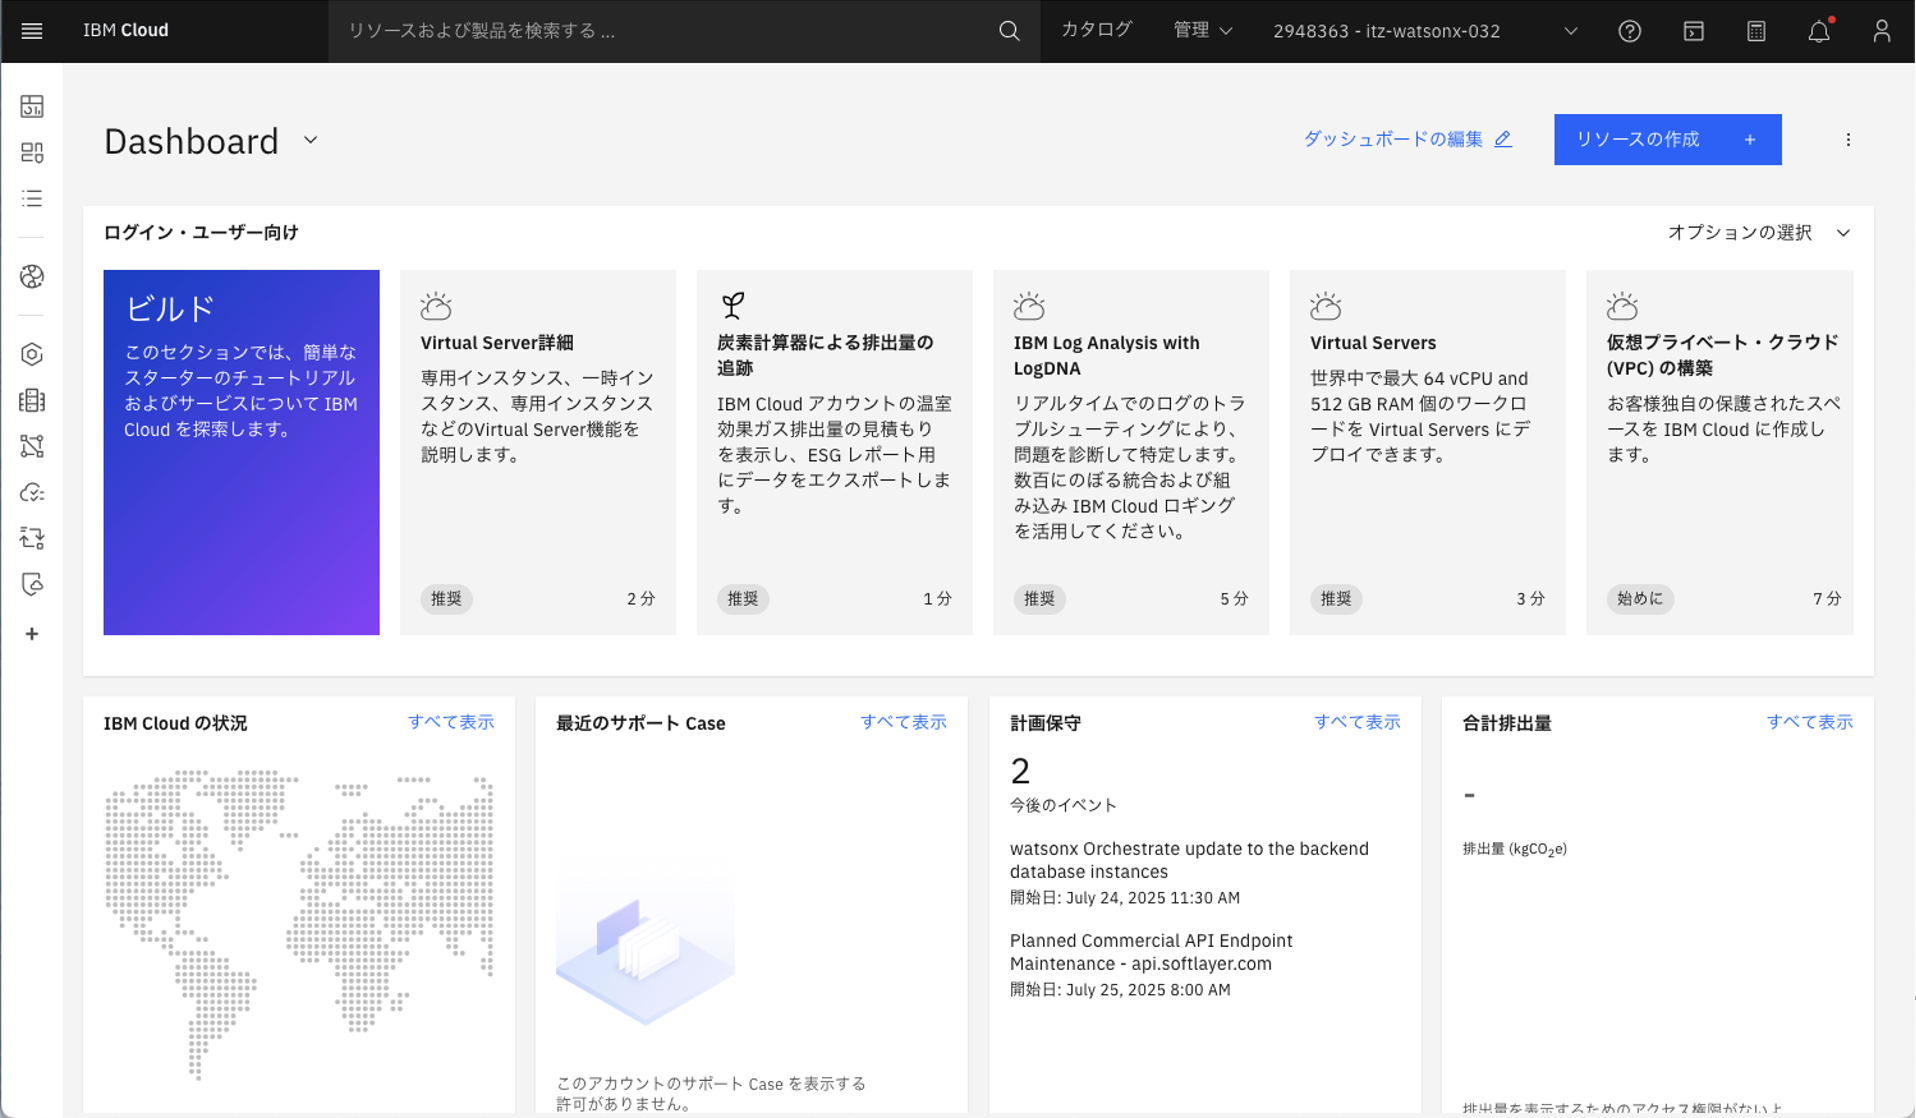 IBM Cloud
リソースおよび製品を検索する ...
カタログ
管理
2948363 - itz-watsonx-032
Dashboard
ダッシュボードの編集
リソースの作成 +
ログイン・ユーザー向け
オプションの選択
ビルド
このセクションでは、簡単な
スターターのチュートリアル
およびサービスについて IBM
Cloud を探索します。
Virtual Server詳細
専用インスタンス、一時イン
スタンス、専用インスタンス
などのVirtual Server機能を
説明します。
推奨
2 分
炭素計算器による排出量の
追跡
IBM Cloud アカウントの温室
効果ガス排出量の見積もり
を表示し、ESG レポート用
にデータをエクスポートしま
す。
推奨
1 分
IBM Log Analysis with
LogDNA
リアルタイムでのログのトラ
ブルシューティングにより、
問題を診断して特定します。
数百にのぼる統合および組
み込み IBM Cloud ロギング
を活用してください。
推奨
5 分
Virtual Servers
世界中で最大 64 vCPU and
512 GB RAM 個のワークロ
ードを Virtual Servers にデ
プロイできます。
推奨
3 分
仮想プライベート・クラウド
(VPC) の構築
お客様独自の保護されたスペ
ースを IBM Cloud に作成し
ます。
始めに
7 分
IBM Cloud の状況
すべて表示
最近のサポート Case
すべて表示
このアカウントのサポート Case を表示する
許可がありません。
計画保守
すべて表示
2
今後のイベント
watsonx Orchestrate update to the backend
database instances
開始日: July 24, 2025 11:30 AM
Planned Commercial API Endpoint
Maintenance - api.softlayer.com
開始日: July 25, 2025 8:00 AM
合計排出量
すべて表示
-
排出量 (kgCO2e)
排出量を表示するためのアクセス権限がないよ